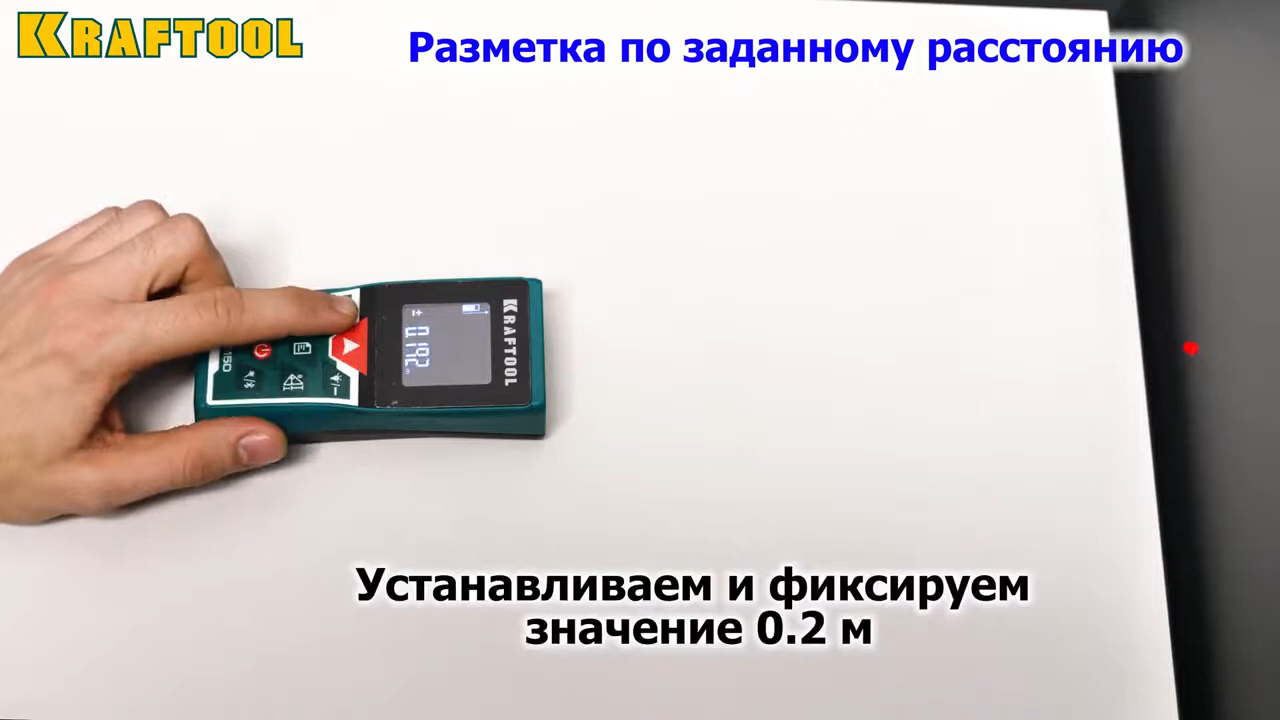 KRAFTOOL
Разметка по заданному расстоянию
KRAFTOOL
Устанавливаем и фиксируем
значение 0.2 м